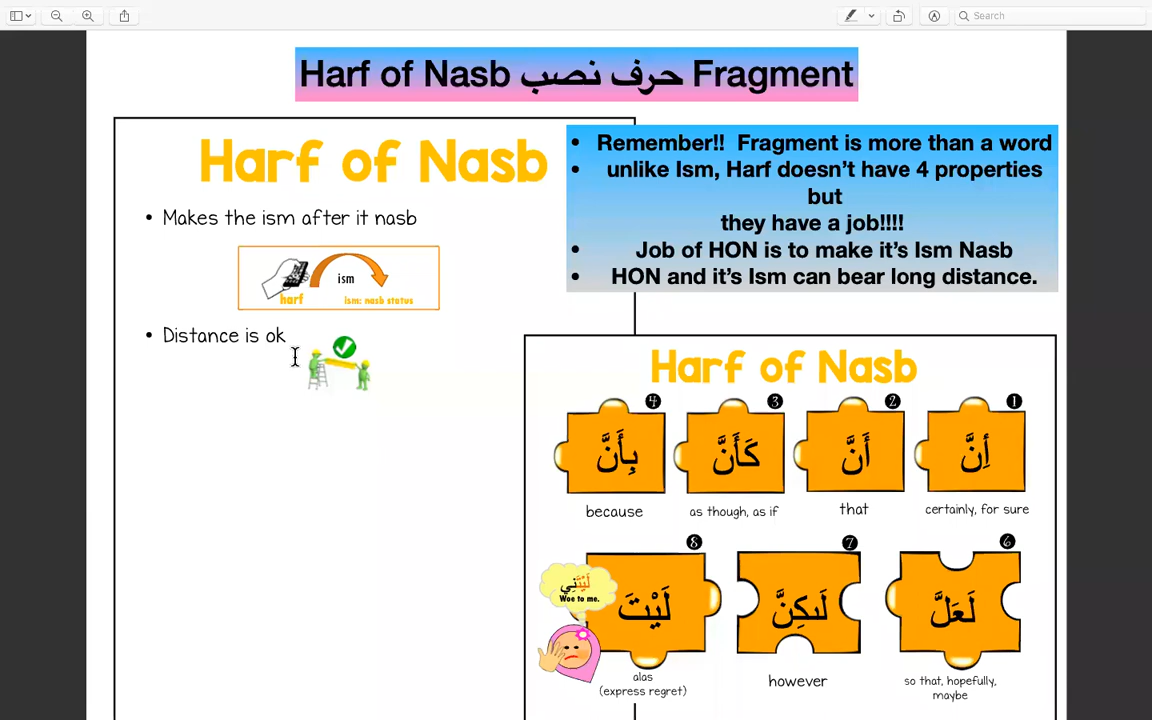 Search
Harf of Nasb حرف نصب Fragment
Harf of Nasb
• Makes the ism after it nasb
ism
harf
ism: nasb status
• Distance is ok
• Remember!! Fragment is more than a word
• unlike Ism, Harf doesn't have 4 properties
but
they have a job!!!!
• Job of HON is to make it's Ism Nasb
• HON and it's Ism can bear long distance.
Harf of Nasb
1
أِنَّ
certainly, for sure
2
أَنَّ
that
3
كَأَنَّ
as though, as if
4
بِأَنَّ
because
6
لَعَلَّ
so that, hopefully,
maybe
7
لَىكِنَّ
however
8
لَيْتَ
alas
(express regret)
لَيْتَنِي
Woe to me.